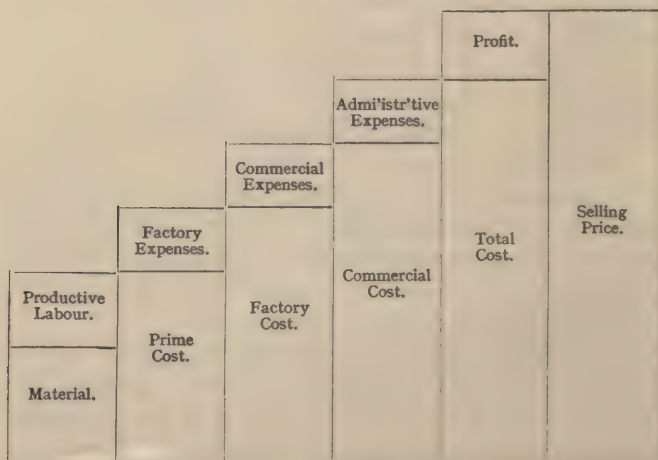 Productive
Labour.
Material.
Factory
Expenses.
Prime
Cost.
Commercial
Expenses.
Factory
Cost.
Admi'istr'tive
Expenses.
Commercial
Cost.
Profit.
Total
Cost.
Selling
Price.